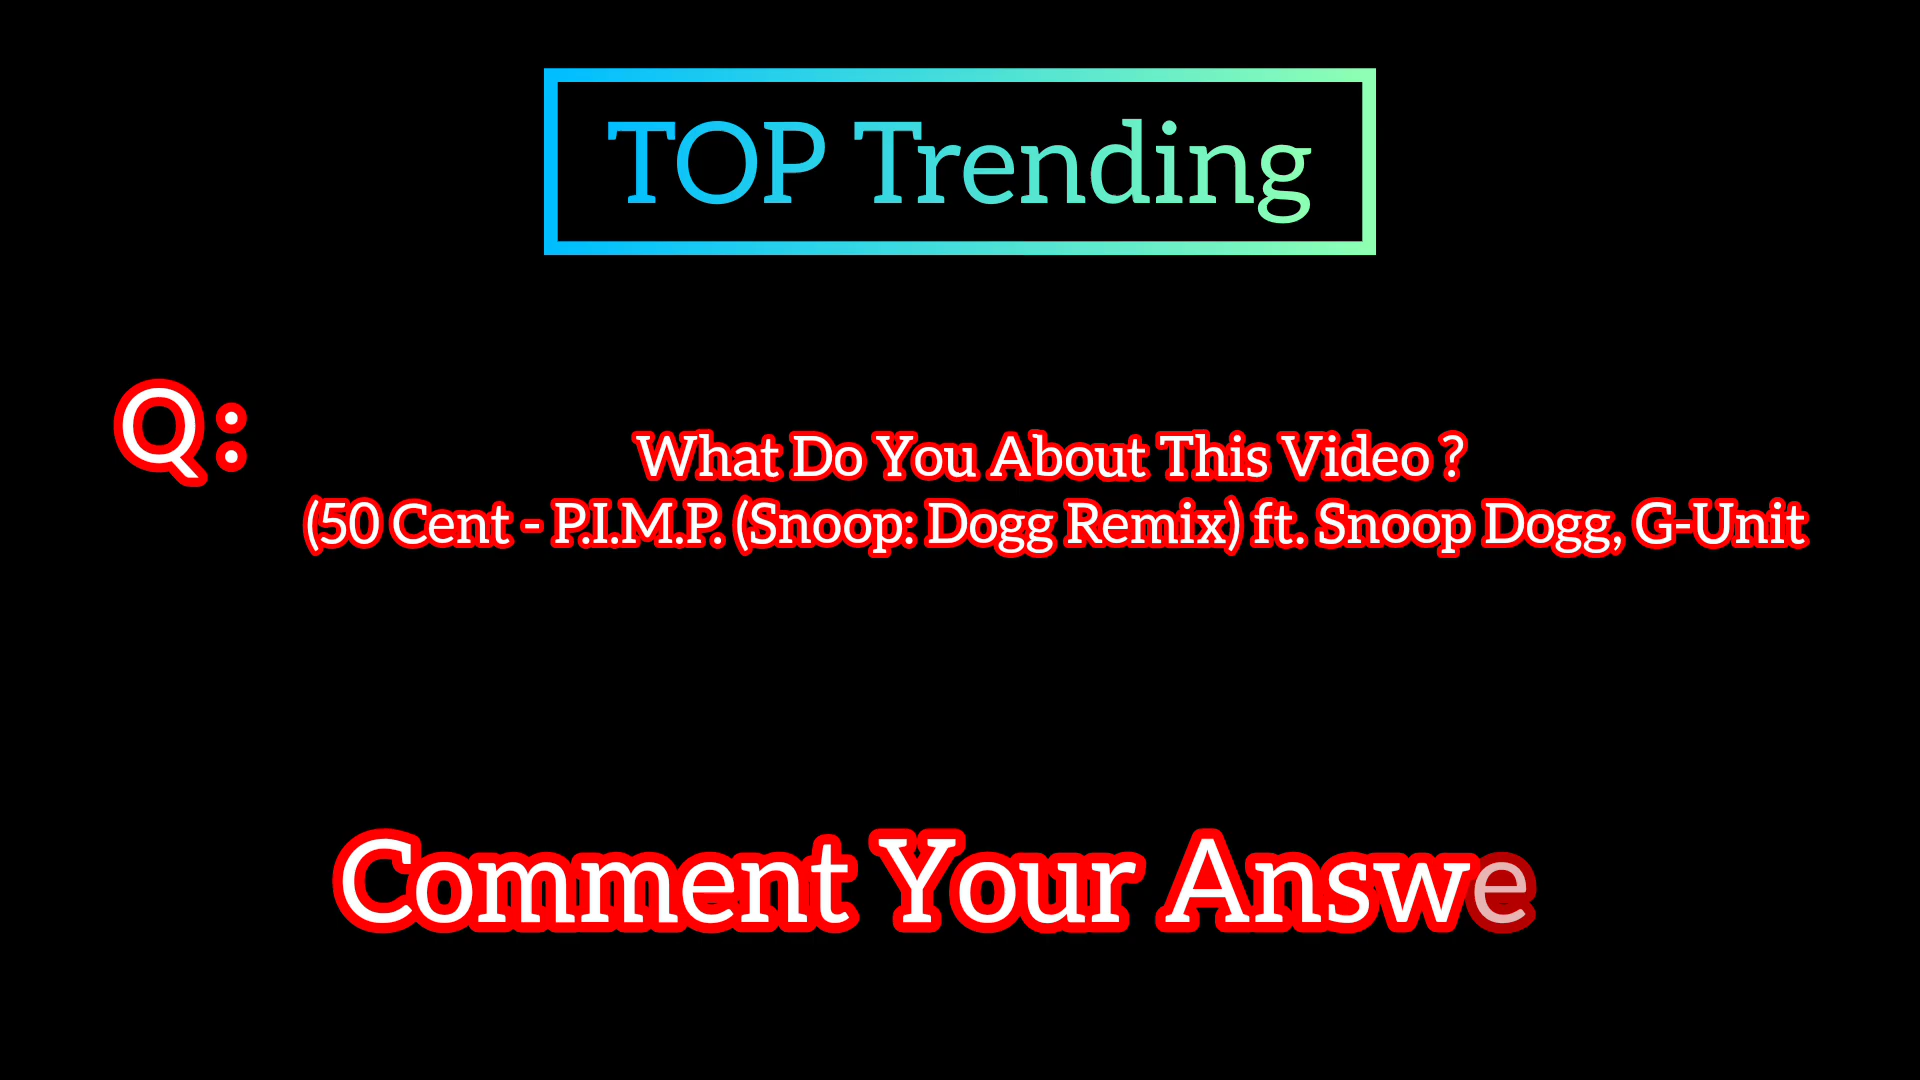 TOP Trending
Q:
What Do You About This Video ?
(50 Cent - P.I.M.P. (Snoop: Dogg Remix) ft. Snoop Dogg, G-Unit
Comment Your Answe